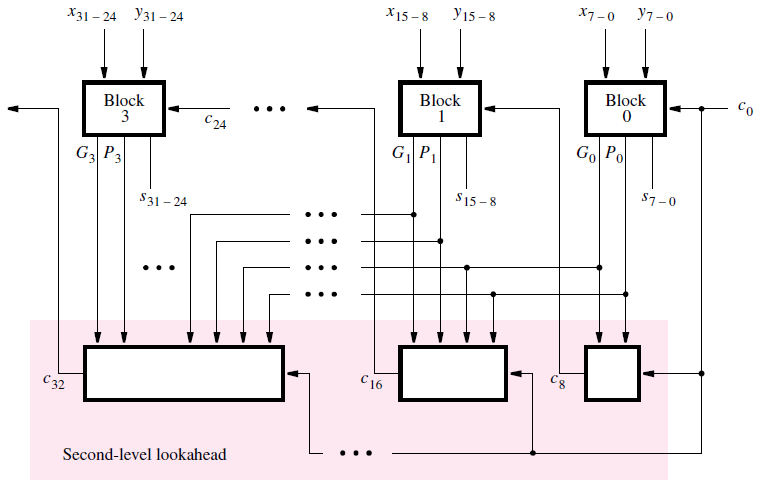 x31 – 24 y31 – 24 x15 – 8 y15 – 8 x7 – 0 y7 – 0
Block 3 c24 • • • Block 1 Block 0 c0
G3 P3 G1 P1 G0 P0
s31 – 24 s15 – 8 s7 – 0
• • •
• • •
• • • • • •
• • •
c32 c16 c8
Second-level lookahead • • •